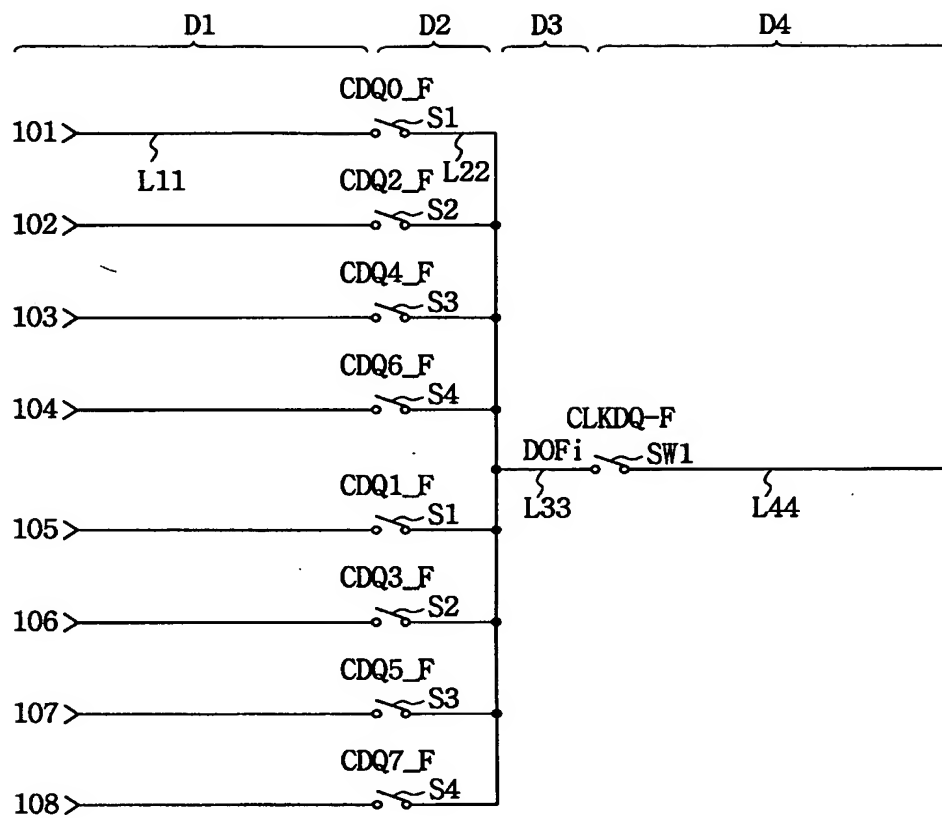 D1 D2 D3 D4
CDQ0_F
101 S1
L11 L22
CDQ2_F
102 S2
CDQ4_F
103 S3
CDQ6_F
104 S4
CLKDQ-F
DOFi SW1
L33 L44
CDQ1_F
105 S1
CDQ3_F
106 S2
CDQ5_F
107 S3
CDQ7_F
108 S4